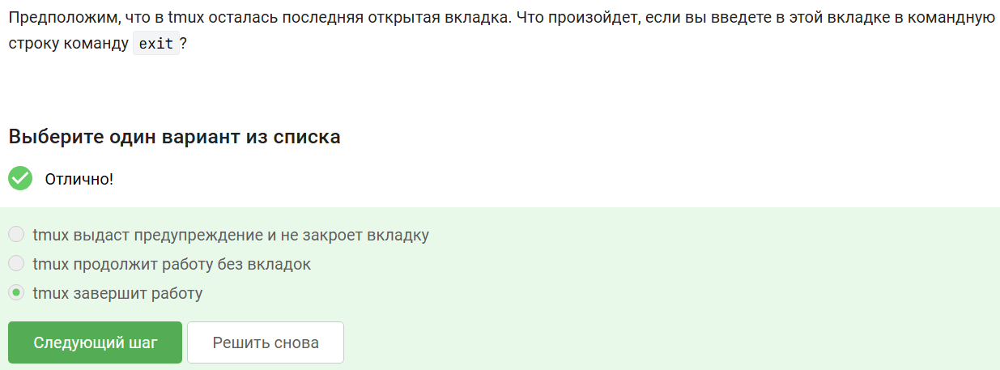 Предположим, что в tmux осталась последняя открытая вкладка. Что произойдет, если вы введете в этой вкладке в командную
строку команду exit?
Выберите один вариант из списка
Отлично!
tmux выдаст предупреждение и не закроет вкладку
tmux продолжит работу без вкладок
tmux завершит работу
Следующий шаг Решить снова